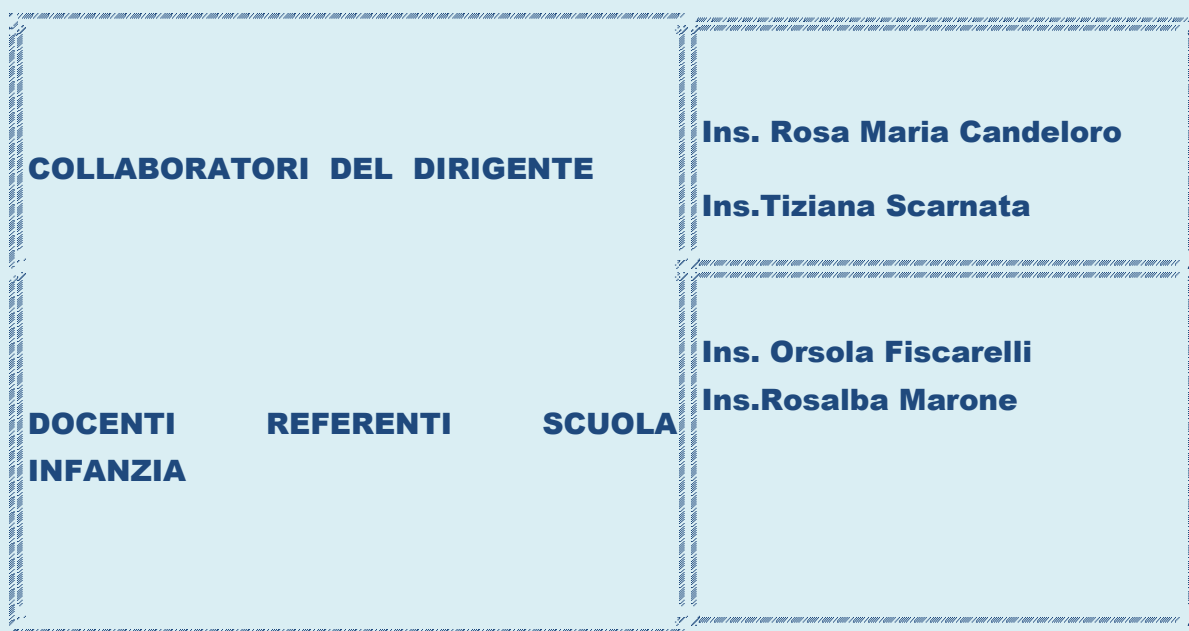 COLLABORATORI DEL DIRIGENTE
Ins. Rosa Maria Candeloro
Ins.Tiziana Scarnata
DOCENTI REFERENTI SCUOLA
INFANZIA
Ins. Orsola Fiscarelli
Ins.Rosalba Marone